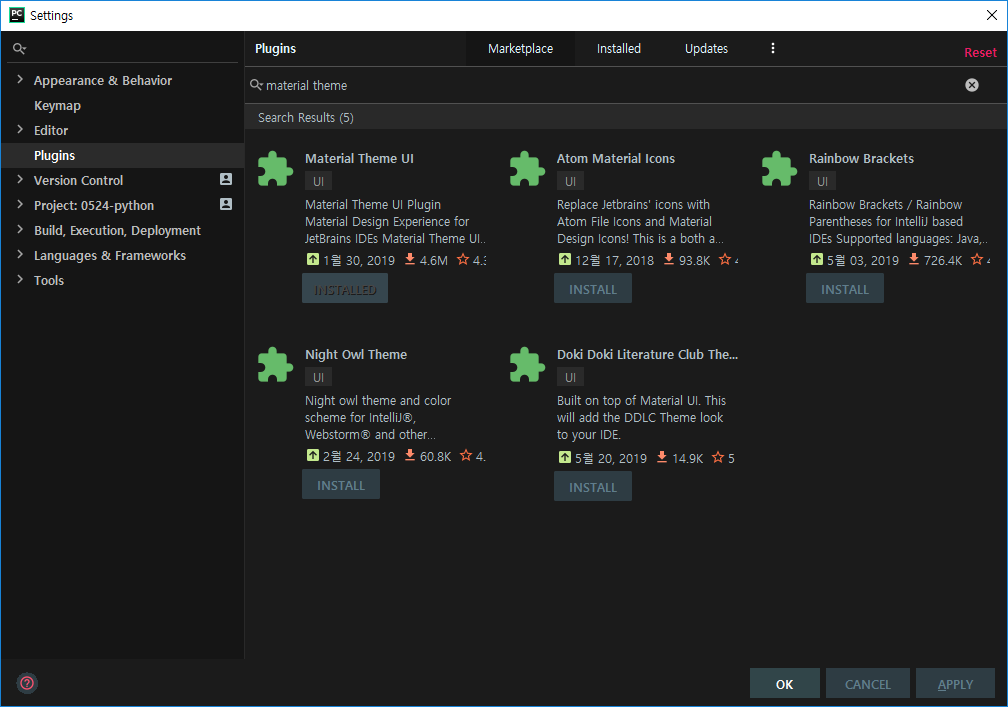 PC
Settings
Plugins
Marketplace
Installed
Updates
Reset
Appearance & Behavior
Keymap
Editor
Plugins
Version Control
Project: 0524-python
Build, Execution, Deployment
Languages & Frameworks
Tools
material theme
Search Results (5)
Material Theme UI
UI
Material Theme UI Plugin
Material Design Experience for
JetBrains IDEs Material Theme UI..
1월 30, 2019 4.6M 4.3
INSTALLED
Atom Material Icons
UI
Replace Jetbrains' icons with
Atom File Icons and Material
Design Icons! This is a both a...
12월 17, 2018 93.8K
INSTALL
Rainbow Brackets
UI
Rainbow Brackets / Rainbow
Parentheses for IntelliJ based
IDEs Supported languages: Java,..
5월 03, 2019 726.4K
INSTALL
Night Owl Theme
UI
Night owl theme and color
scheme for IntelliJ®,
Webstorm® and other...
2월 24, 2019 60.8K 4.
INSTALL
Doki Doki Literature Club The...
UI
Built on top of Material UI. This
will add the DDLC Theme look
to your IDE.
5월 20, 2019 14.9K 5
INSTALL
?
OK
CANCEL
APPLY